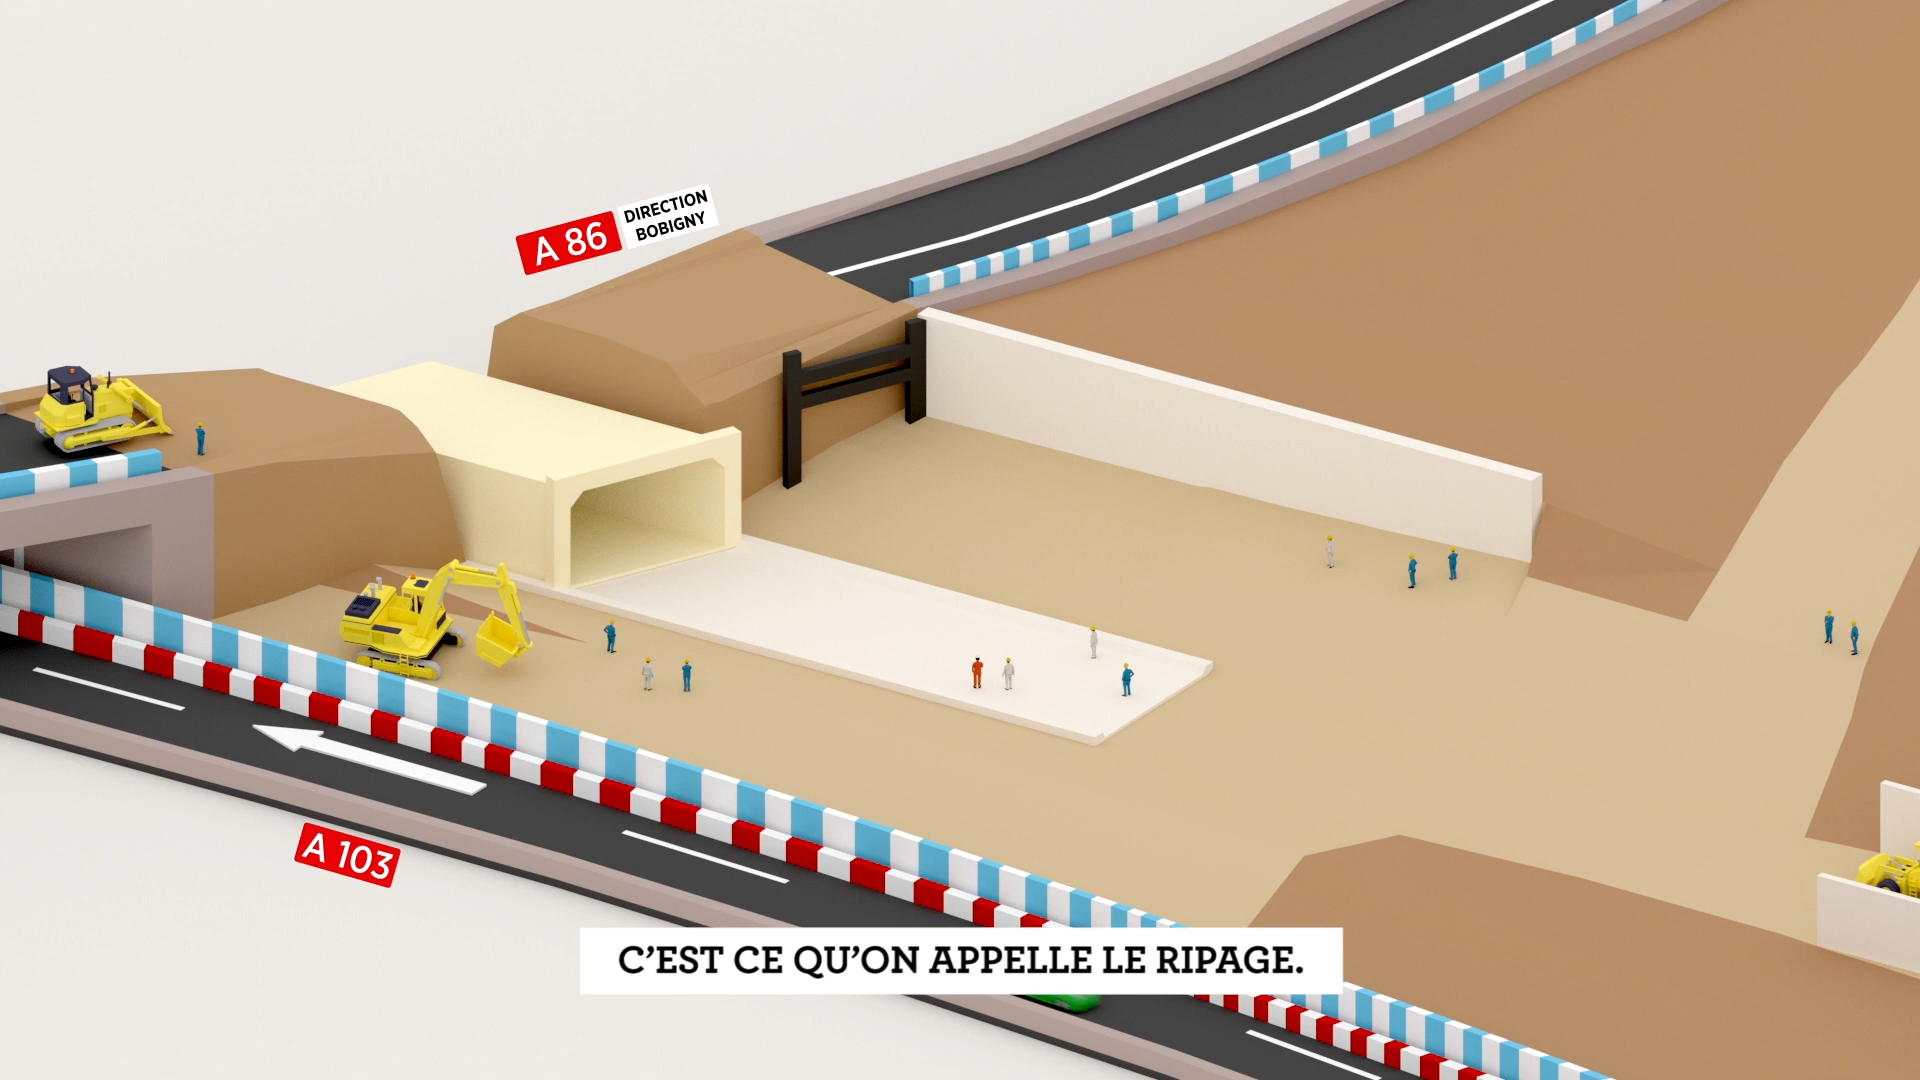 A 86
DIRECTION
BOBIGNY
A 103
C’EST CE QU’ON APPELLE LE RIPAGE.